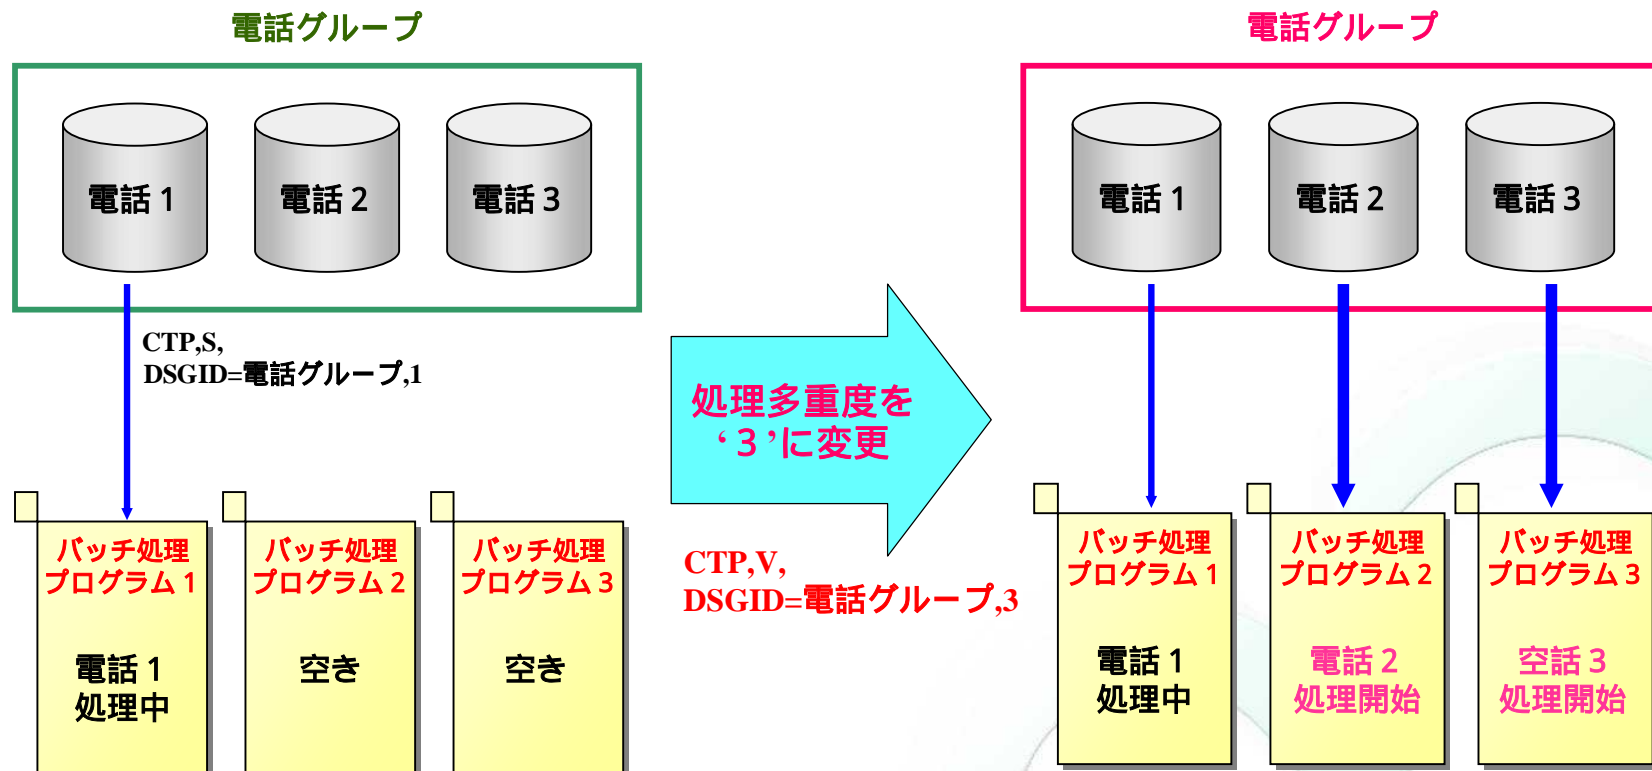 電話グループ
電話1
電話2
電話3
CTP,S,
DSGID=電話グループ,1
バッチ処理
プログラム1
電話1
処理中
バッチ処理
プログラム2
空き
バッチ処理
プログラム3
空き
処理多重度を
‘3’に変更
CTP,V,
DSGID=電話グループ,3
電話グループ
電話1
電話2
電話3
バッチ処理
プログラム1
電話1
処理中
バッチ処理
プログラム2
電話2
処理開始
バッチ処理
プログラム3
空話3
処理開始